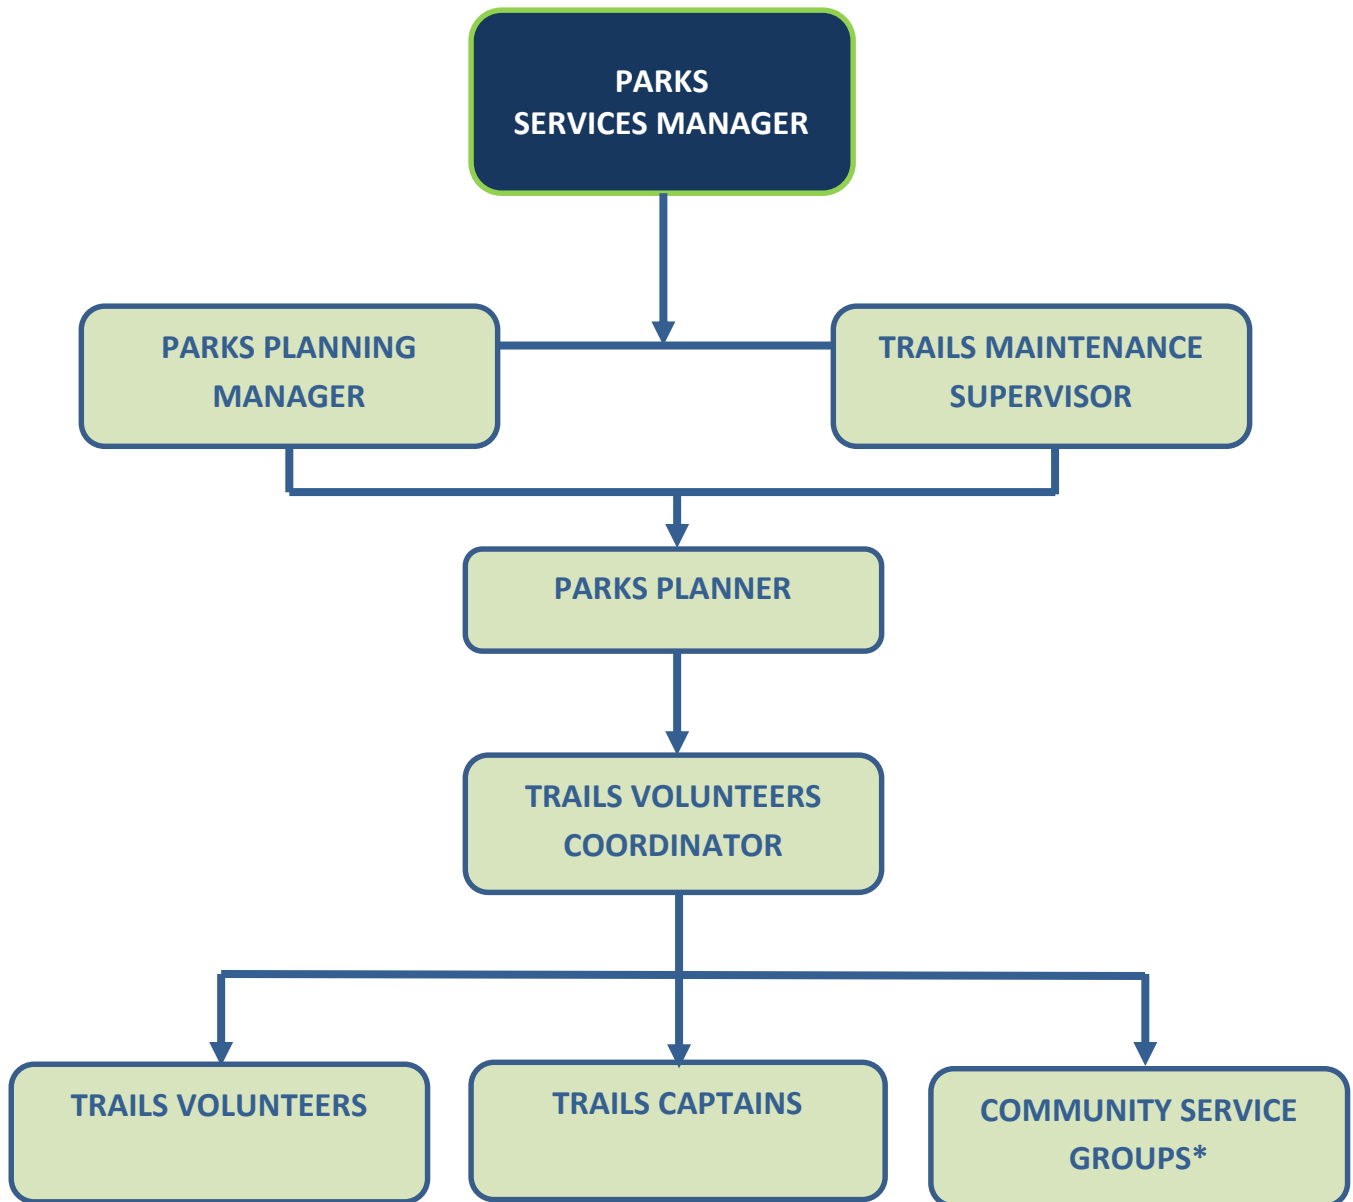 PARKS
SERVICES MANAGER
PARKS PLANNING
MANAGER
TRAILS MAINTENANCE
SUPERVISOR
PARKS PLANNER
TRAILS VOLUNTEERS
COORDINATOR
TRAILS VOLUNTEERS
TRAILS CAPTAINS
COMMUNITY SERVICE
GROUPS*